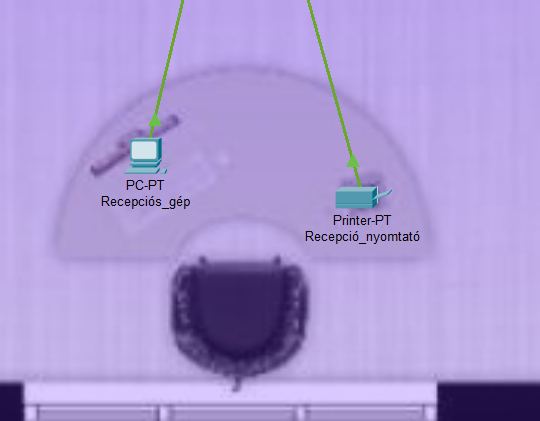 PC-PT
Recepciós_gép
Printer-PT
Recepció_nyomtató